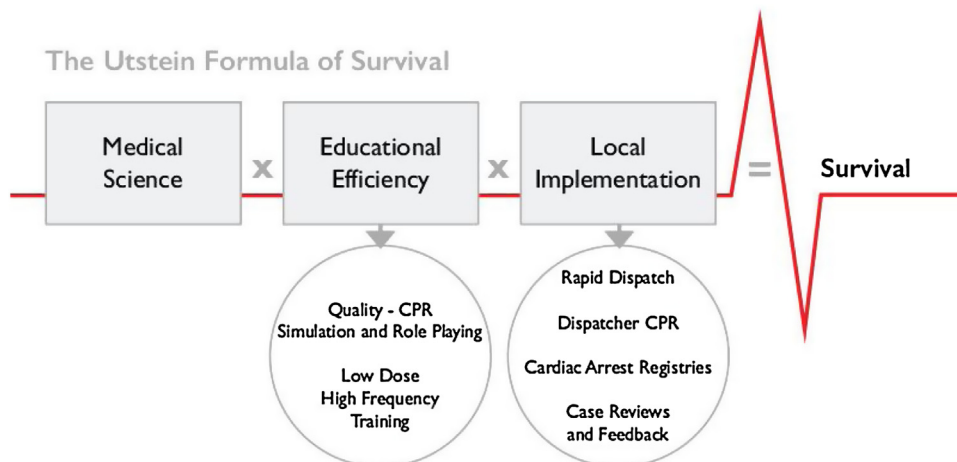 The Utstein Formula of Survival
Medical
Science
x
Educational
Efficiency
x
Local
Implementation
=
Survival
Quality - CPR
Simulation and Role Playing
Low Dose
High Frequency
Training
Rapid Dispatch
Dispatcher CPR
Cardiac Arrest Registries
Case Reviews
and Feedback